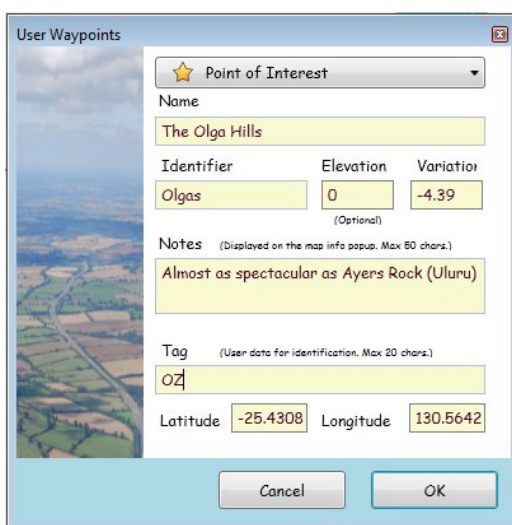 User Waypoints
Point of Interest
Name
The Olga Hills
Identifier Elevation Variation
Olgas 0 -4.39
(Optional)
Notes (Displayed on the map info popup. Max 50 chars.)
Almost as spectacular as Ayers Rock (Uluru)
Tag (User data for identification. Max 20 chars.)
OZ
Latitude -25.4308 Longitude 130.5642
Cancel OK